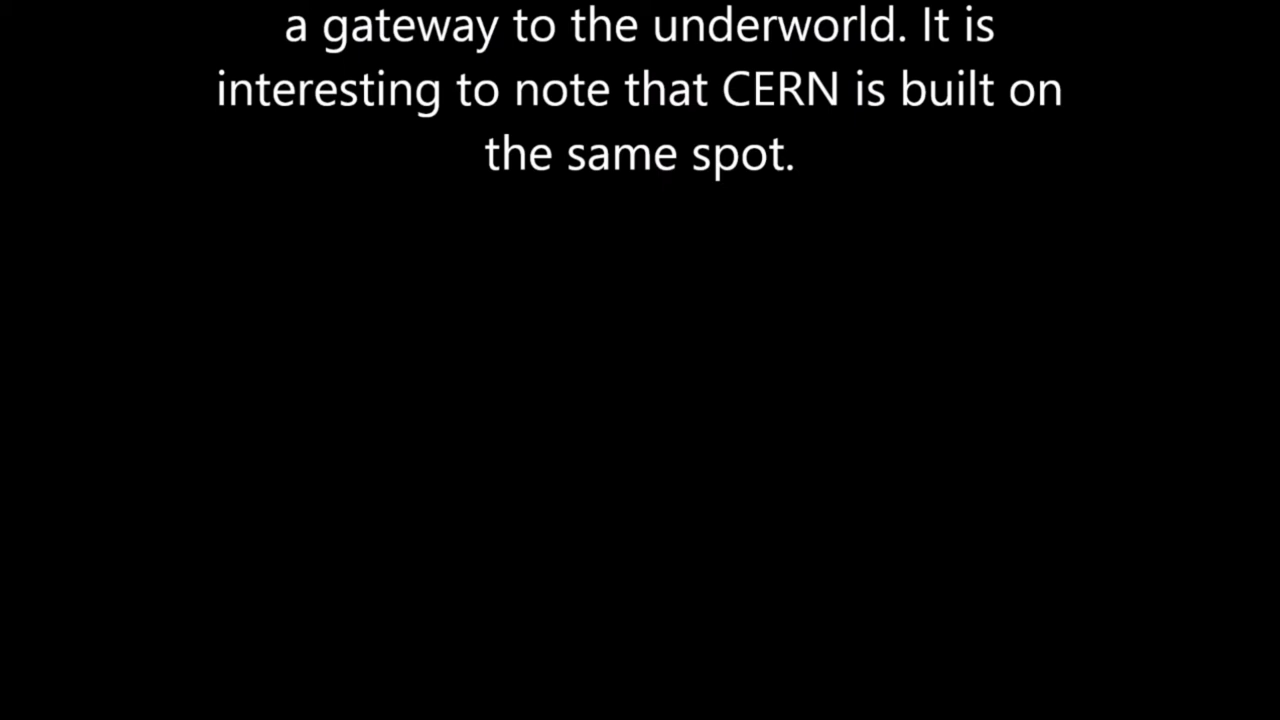 a gateway to the underworld. It is
interesting to note that CERN is built on
the same spot.